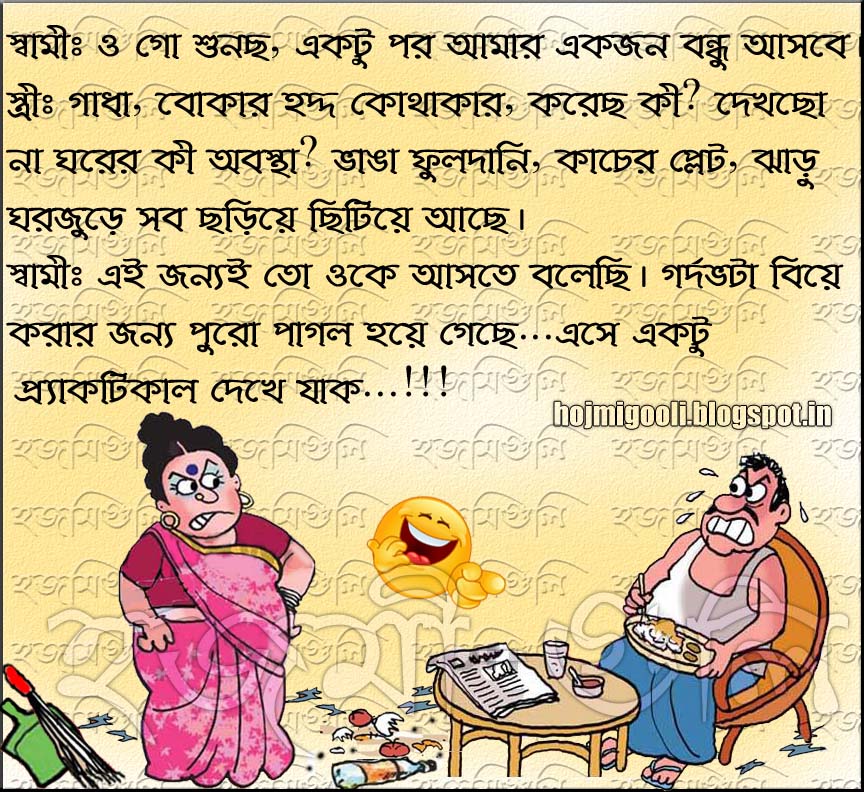 স্বামীঃ ও গো শুনছ, একটু পর আমার একজন বন্ধু আসবে।
স্ত্রীঃ গাধা, বোকার হদ্দ কোথাকার, করেছ কী? দেখছো
না ঘরের কী অবস্থা? ভাঙা ফুলদানি, কাচের প্লেট, ঝাড়ু
ঘরজুড়ে সব ছড়িয়ে ছিটিয়ে আছে।
স্বামীঃ এই জন্যই তো ওকে আসতে বলেছি। গর্দভটা বিয়ে
করার জন্য পুরো পাগল হয়ে গেছে...এসে একটু
প্র্যাকটিকাল দেখে যাক...!!!
hojmigooli.blogspot.in
হজমিগুলি